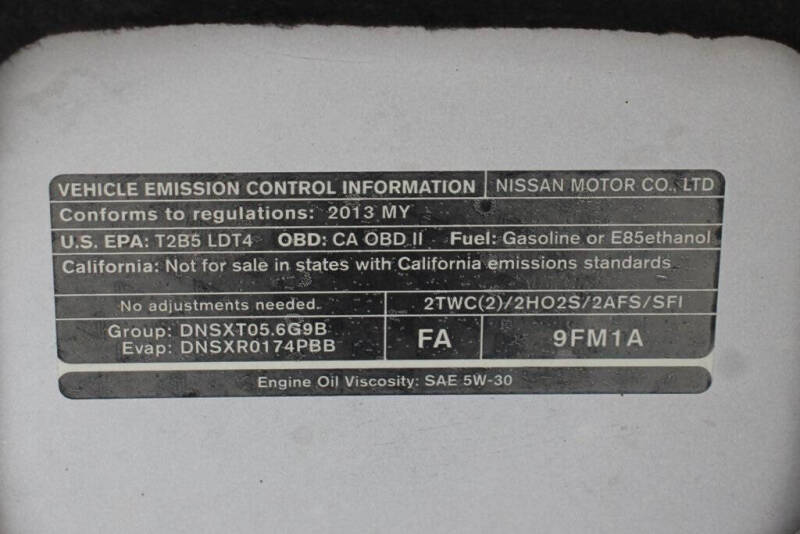 VEHICLE EMISSION CONTROL INFORMATION NISSAN MOTOR CO., LTD
Conforms to regulations: 2013 MY
U.S. EPA: T2B5 LDT4 OBD: CA OBD II Fuel: Gasoline or E85ethanol
California: Not for sale in states with California emissions standards
No adjustments needed. 2TWC(2)/2HO2S/2AFS/SFI
Group: DNSXT05.6G9B
Evap: DNSXR0174PBB
FA 9FM1A
Engine Oil Viscosity: SAE 5W-30